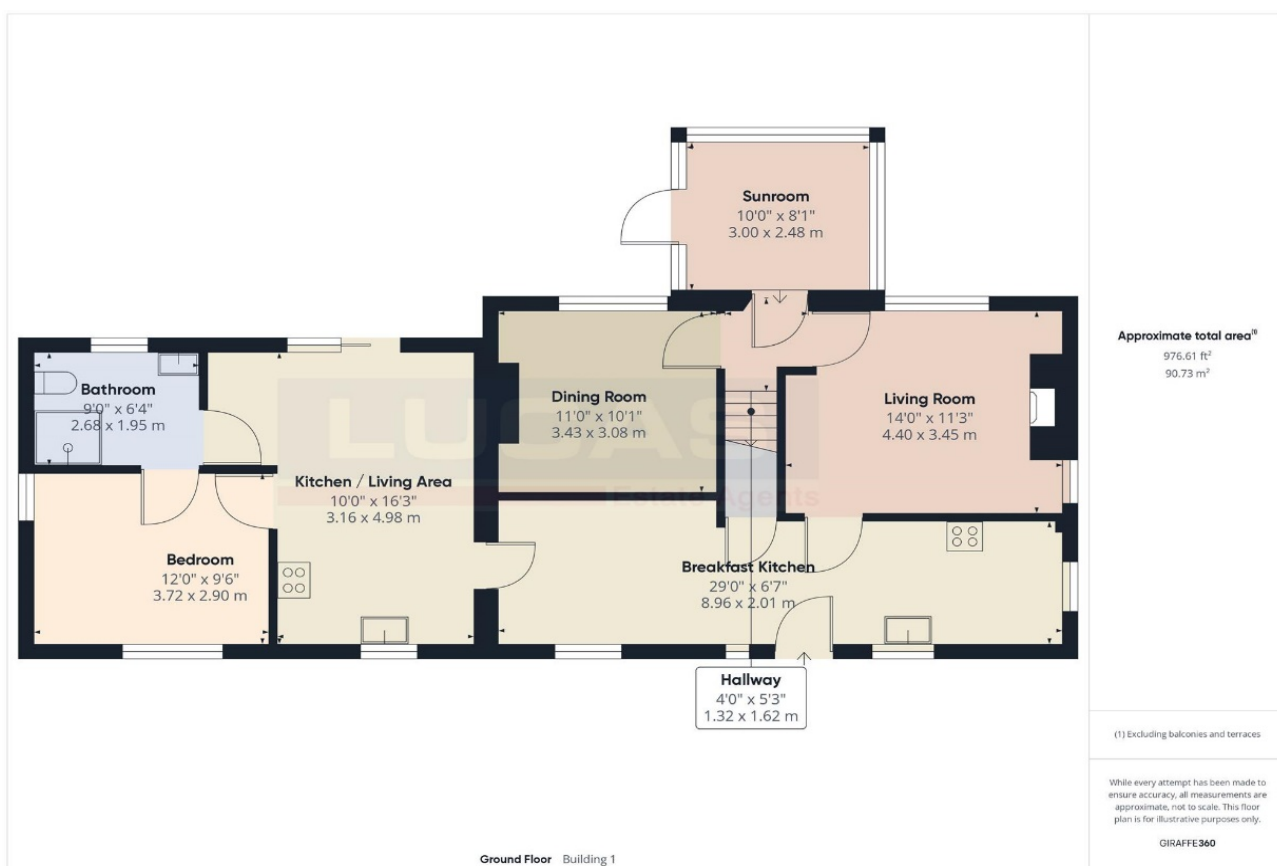 Sunroom
10'0" x 8'1"
3.00 x 2.48 m
Bathroom
9'0" x 6'4"
2.68 x 1.95 m
Dining Room
11'0" x 10'1"
3.43 x 3.08 m
Living Room
14'0" x 11'3"
4.40 x 3.45 m
LUCAS
Estate Agents
Kitchen / Living Area
10'0" x 16'3"
3.16 x 4.98 m
Bedroom
12'0" x 9'6"
3.72 x 2.90 m
Breakfast Kitchen
29'0" x 6'7"
8.96 x 2.01 m
Hallway
4'0" x 5'3"
1.32 x 1.62 m
Ground Floor Building 1
Approximate total area⁽¹⁾
976.61 ft²
90.73 m²
(1) Excluding balconies and terraces
While every attempt has been made to
ensure accuracy, all measurements are
approximate, not to scale. This floor
plan is for illustrative purposes only.
GIRAFFE360